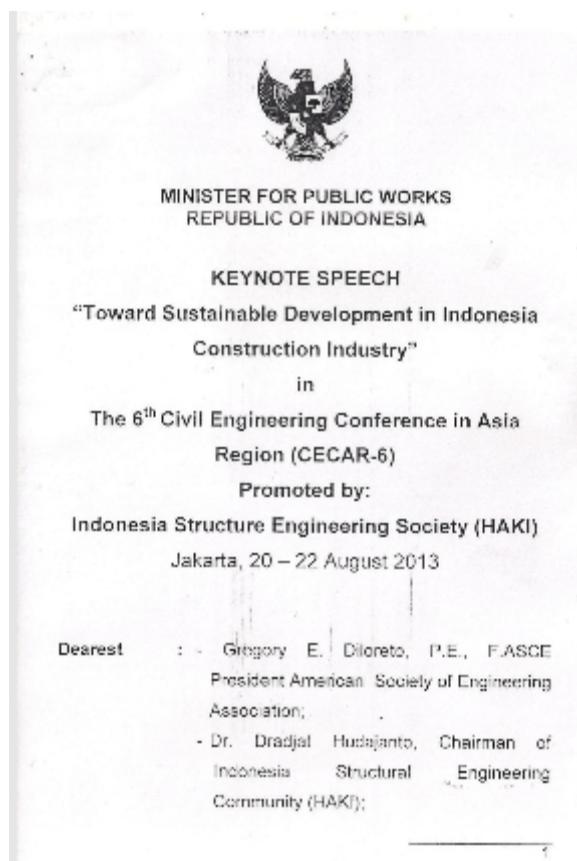 MINISTER FOR PUBLIC WORKS
REPUBLIC OF INDONESIA
KEYNOTE SPEECH
“Toward Sustainable Development in Indonesia
Construction Industry”
in
The 6th Civil Engineering Conference in Asia
Region (CECAR-6)
Promoted by:
Indonesia Structure Engineering Society (HAKI)
Jakarta, 20 – 22 August 2013
Dearest : - Gregory E. Diloreto, P.E., F.ASCE
President American Society of Engineering
Association;
- Dr. Dradjat Hudajanto, Chairman of
Indonesia Structural Engineering
Community (HAKI);
1